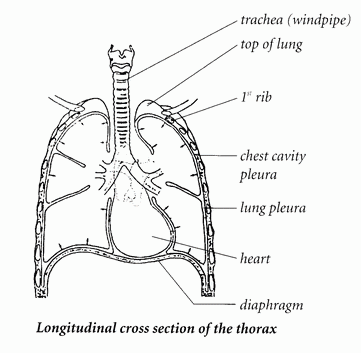 trachea (windpipe)
top of lung
1st rib
chest cavity
pleura
lung pleura
heart
diaphragm
Longitudinal cross section of the thorax